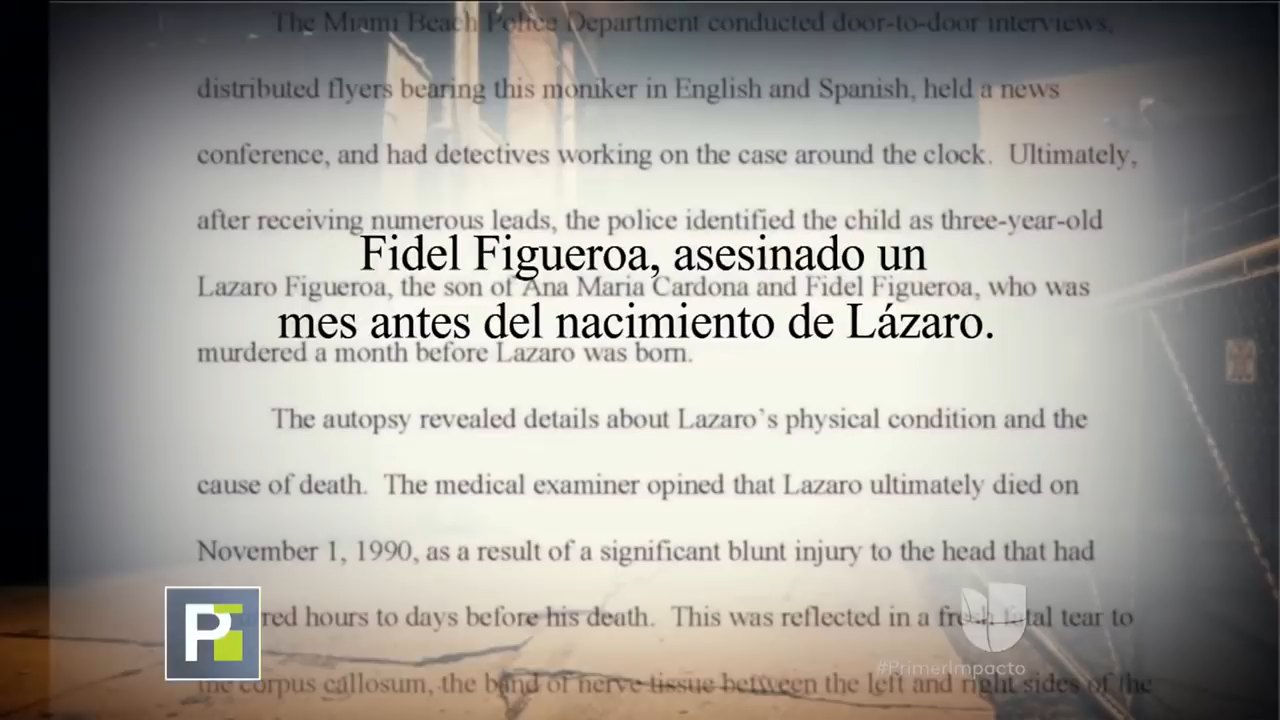 The Miami Beach Police Department conducted door-to-door interviews,
distributed flyers bearing this moniker in English and Spanish, held a news
conference, and had detectives working on the case around the clock. Ultimately,
after receiving numerous leads, the police identified the child as three-year-old
Fidel Figueroa, asesinado un
Lazaro Figueroa, the son of Ana Maria Cardona and Fidel Figueroa, who was
mes antes del nacimiento de Lázaro.
murdered a month before Lazaro was born.
The autopsy revealed details about Lazaro's physical condition and the
cause of death. The medical examiner opined that Lazaro ultimately died on
November 1, 1990, as a result of a significant blunt injury to the head that had
hours to days before his death. This was reflected in a fresh fatal tear to
the corpus callosum, the band of nerve tissue between the left and right sides of the
P
#PrimerImpacto